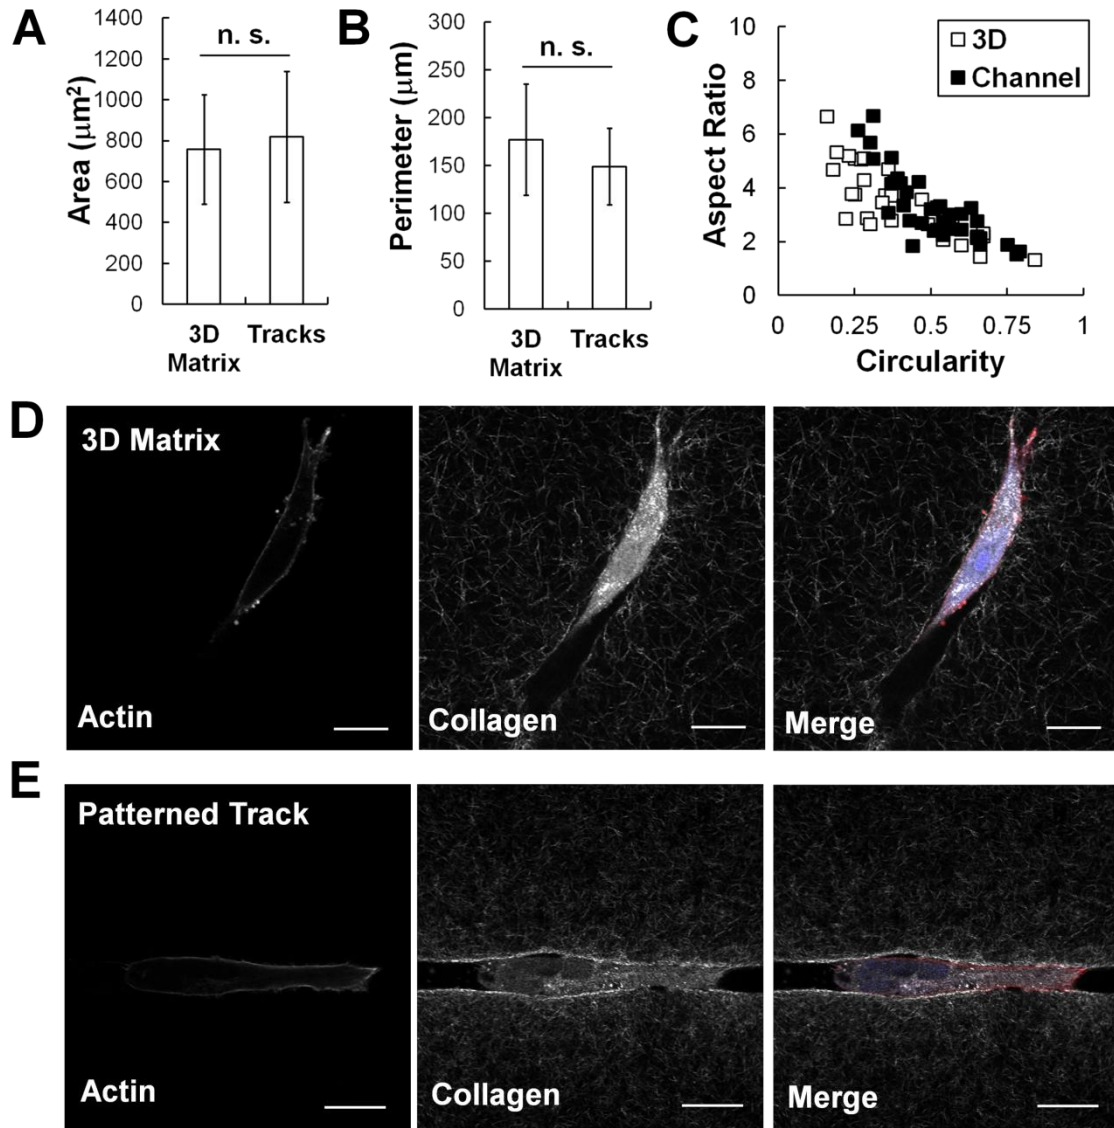 A
Area (μm²)
1400
1200
1000
800
600
400
200
0
n. s.
3D Matrix
Tracks
B
Perimeter (μm)
300
250
200
150
100
50
0
n. s.
3D Matrix
Tracks
C
Aspect Ratio
10
8
6
4
2
0
3D
Channel
0 0.25 0.5 0.75 1
Circularity
D
3D Matrix
Actin
Collagen
Merge
E
Patterned Track
Actin
Collagen
Merge